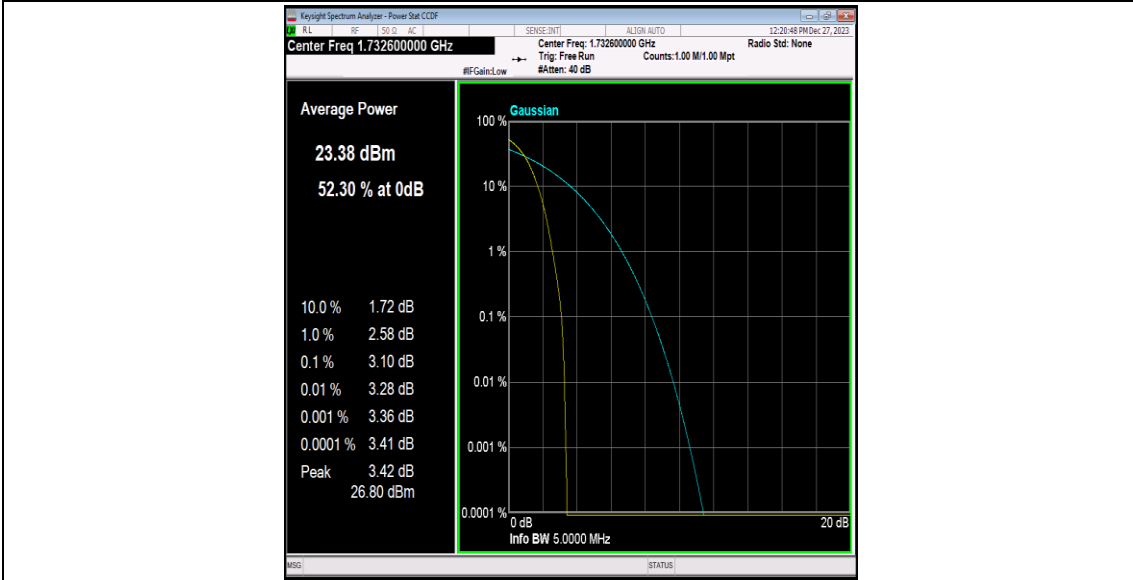 Keysight Spectrum Analyzer - Power Stat CCDF
RL RF 50 Ω AC SENSE:INT ALIGN AUTO 12:20:48 PM Dec 27, 2023
Center Freq 1.732600000 GHz
Center Freq: 1.732600000 GHz Radio Std: None
Trig: Free Run Counts:1.00 M/1.00 Mpt
#IFGain:Low #Atten: 40 dB
Average Power
23.38 dBm
52.30 % at 0dB
10.0 % 1.72 dB
1.0 % 2.58 dB
0.1 % 3.10 dB
0.01 % 3.28 dB
0.001 % 3.36 dB
0.0001 % 3.41 dB
Peak 3.42 dB
26.80 dBm
Gaussian
100 %
10 %
1 %
0.1 %
0.01 %
0.001 %
0.0001 %
0 dB 20 dB
Info BW 5.0000 MHz
MSG STATUS